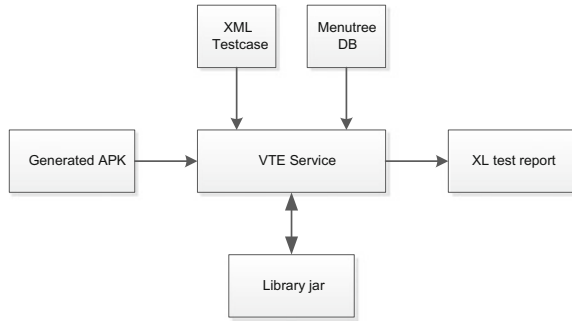 XML
Testcase
Menutree
DB
Generated APK
VTE Service
XL test report
Library jar